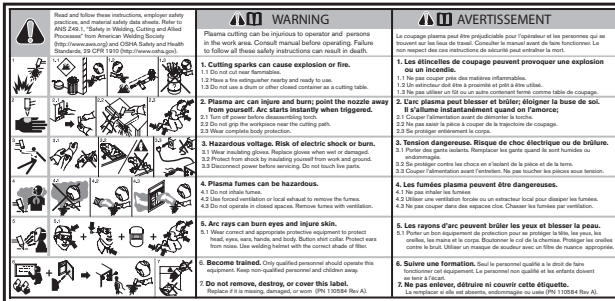 Read and follow these instructions, employer safety
practices, and material safety data sheets. Refer to
ANS Z49.1, "Safety in Welding, Cutting and Allied
Processes" from American Welding Society
(http://www.aws.org) and OSHA Safety and Health
Standards, 29 CFR 1910 (http://www.osha.gov).
1
1.1
1.2
1.3
2
2.1
2.2
2.3
3
3.1
3.2
3.3
4
4.1
4.2
4.3
5
5.1
6
7
WARNING
Plasma cutting can be injurious to operator and persons
in the work area. Consult manual before operating. Failure
to follow all these safety instructions can result in death.
1. Cutting sparks can cause explosion or fire.
1.1 Do not cut near flammables.
1.2 Have a fire extinguisher nearby and ready to use.
1.3 Do not use a drum or other closed container as a cutting table.
2. Plasma arc can injure and burn; point the nozzle away
from yourself. Arc starts instantly when triggered.
2.1 Turn off power before disassembling torch.
2.2 Do not grip the workpiece near the cutting path.
2.3 Wear complete body protection.
3. Hazardous voltage. Risk of electric shock or burn.
3.1 Wear insulating gloves. Replace gloves when wet or damaged.
3.2 Protect from shock by insulating yourself from work and ground.
3.3 Disconnect power before servicing. Do not touch live parts.
4. Plasma fumes can be hazardous.
4.1 Do not inhale fumes.
4.2 Use forced ventilation or local exhaust to remove the fumes.
4.3 Do not operate in closed spaces. Remove fumes with ventilation.
5. Arc rays can burn eyes and injure skin.
5.1 Wear correct and appropriate protective equipment to protect
head, eyes, ears, hands, and body. Button shirt collar. Protect ears
from noise. Use welding helmet with the correct shade of filter.
6. Become trained. Only qualified personnel should operate this
equipment. Keep non-qualified personnel and children away.
7. Do not remove, destroy, or cover this label.
Replace if it is missing, damaged, or worn (PN 110584 Rev A).
AVERTISSEMENT
Le coupage plasma peut être préjudiciable pour l'opérateur et les personnes qui se
trouvent sur les lieux de travail. Consulter le manuel avant de faire fonctionner. Le
non respect des ces instructions de sécurité peut entraîner la mort.
1. Les étincelles de coupage peuvent provoquer une explosion
ou un incendie.
1.1 Ne pas couper près des matières inflammables.
1.2 Un extincteur doit être à proximité et prêt à être utilisé.
1.3 Ne pas utiliser un fût ou un autre contenant fermé comme table de coupage.
2. L'arc plasma peut blesser et brûler; éloigner la buse de soi.
Il s'allume instantanément quand on l'amorce;
2.1 Couper l'alimentation avant de démonter la torche.
2.2 Ne pas saisir la pièce à couper de la trajectoire de coupage.
2.3 Se protéger entièrement le corps.
3. Tension dangereuse. Risque de choc électrique ou de brûlure.
3.1 Porter des gants isolants. Remplacer les gants quand ils sont humides ou
endommagés.
3.2 Se protéger contre les chocs en s'isolant de la pièce et de la terre.
3.3 Couper l'alimentation avant l'entretien. Ne pas toucher les pièces sous tension.
4. Les fumées plasma peuvent être dangereuses.
4.1 Ne pas inhaler les fumées
4.2 Utiliser une ventilation forcée ou un extracteur local pour dissiper les fumées.
4.3 Ne pas couper dans des espaces clos. Chasser les fumées par ventilation.
5. Les rayons d'arc peuvent brûler les yeux et blesser la peau.
5.1 Porter un bon équipement de protection pour se protéger la tête, les yeux, les
oreilles, les mains et le corps. Boutonner le col de la chemise. Protéger les oreilles
contre le bruit. Utiliser un masque de soudeur avec un filtre de nuance appropriée.
6. Suivre une formation. Seul le personnel qualifié a le droit de faire
fonctionner cet équipement. Le personnel non qualifié et les enfants doivent
se tenir à l'écart.
7. Ne pas enlever, détruire ni couvrir cette étiquette.
La remplacer si elle est absente, endommagée ou usée (PN 110584 Rev A).